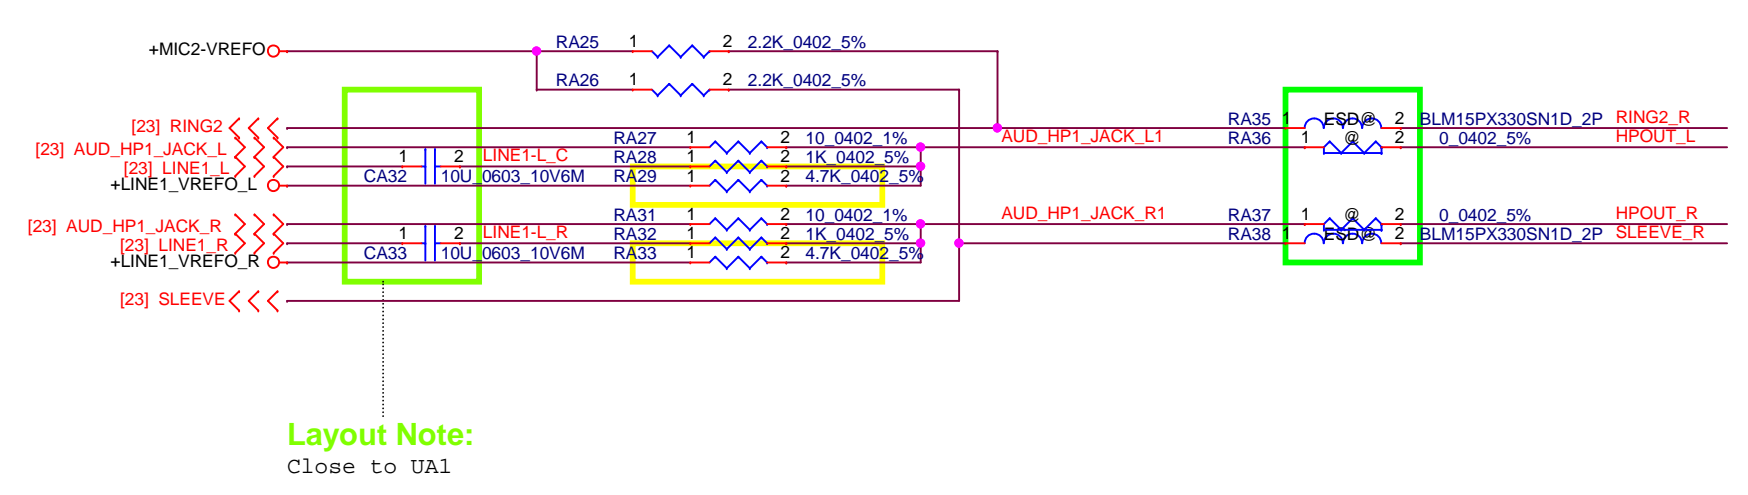 +MIC2-VREFO RA25 1 2 2.2K_0402_5%
RA26 1 2 2.2K_0402_5%
[23] RING2 RA35 1 ESD@ 2 BLM15PX330SN1D_2P RING2_R
[23] AUD_HP1_JACK_L RA27 1 2 10_0402_1% AUD_HP1_JACK_L1 RA36 1 @ 2 0_0402_5% HPOUT_L
[23] LINE1_L 1 2 LINE1-L_C RA28 1 2 1K_0402_5%
+LINE1_VREFO_L CA32 10U_0603_10V6M RA29 1 2 4.7K_0402_5%
[23] AUD_HP1_JACK_R RA31 1 2 10_0402_1% AUD_HP1_JACK_R1 RA37 1 @ 2 0_0402_5% HPOUT_R
[23] LINE1_R 1 2 LINE1-L_R RA32 1 2 1K_0402_5% RA38 1 ESD@ 2 BLM15PX330SN1D_2P SLEEVE_R
+LINE1_VREFO_R CA33 10U_0603_10V6M RA33 1 2 4.7K_0402_5%
[23] SLEEVE
Layout Note:
Close to UA1